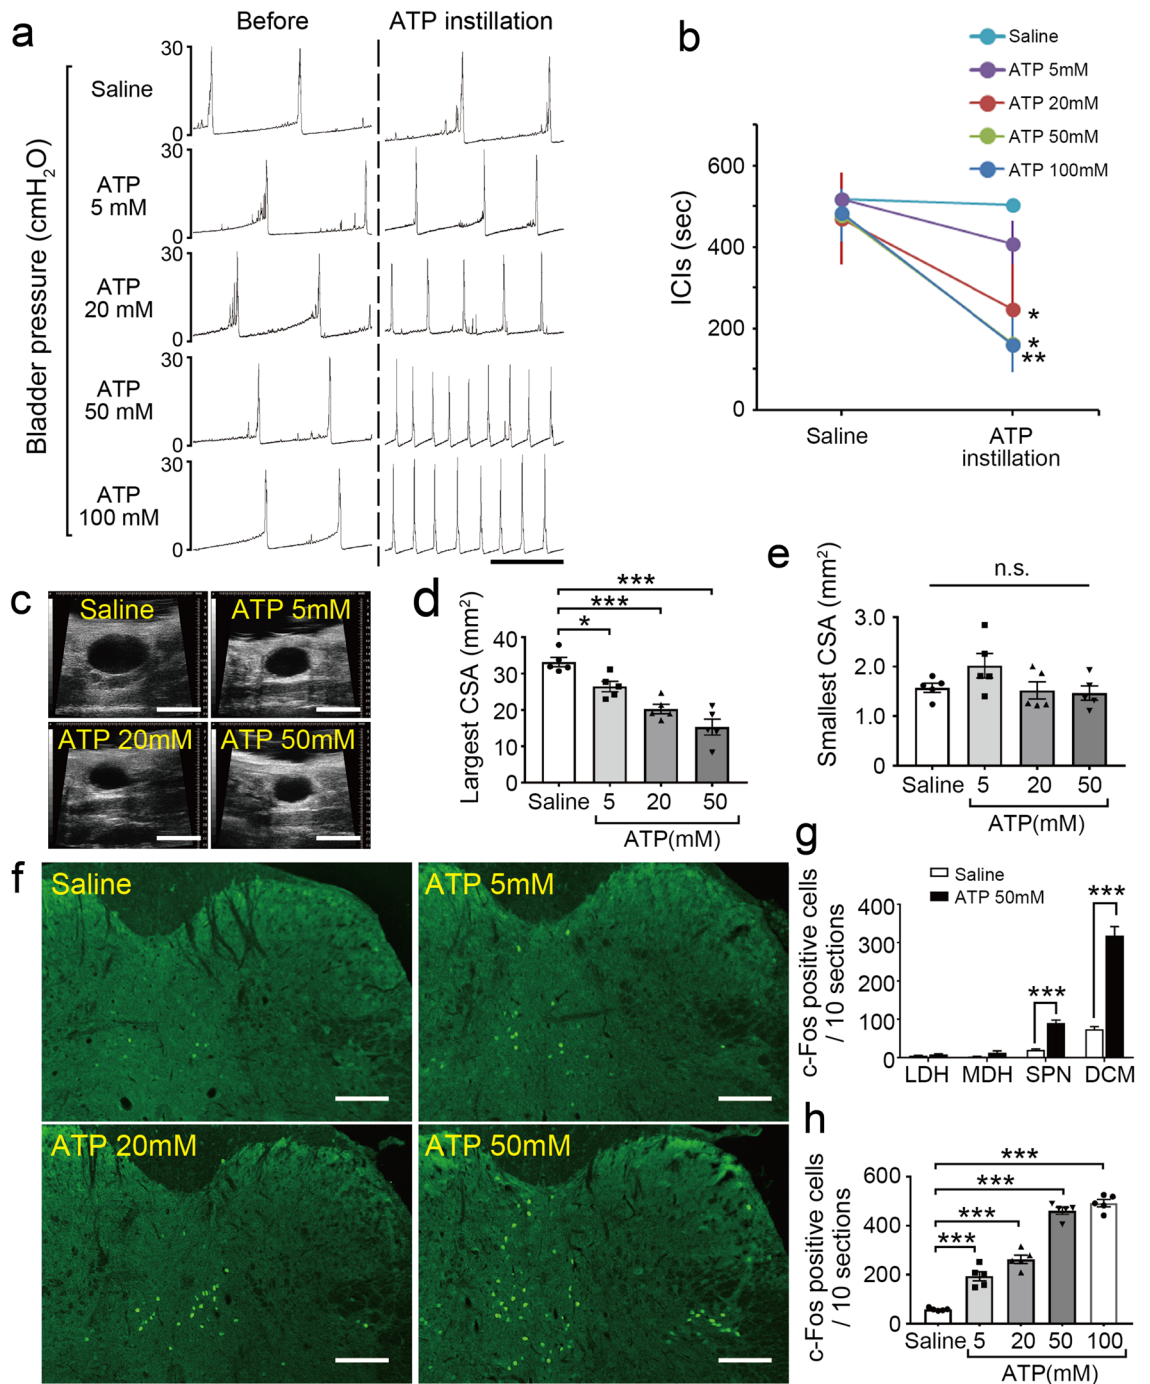 a
Before
ATP instillation
Bladder pressure (cmH2O)
Saline
30
0
ATP
5 mM
30
0
ATP
20 mM
30
0
ATP
50 mM
30
0
ATP
100 mM
30
0
b
Saline
ATP 5mM
ATP 20mM
ATP 50mM
ATP 100mM
ICIs (sec)
600
400
200
0
*
*
**
Saline
ATP
instillation
c
Saline
ATP 5mM
ATP 20mM
ATP 50mM
d
Largest CSA (mm²)
***
***
*
40
30
20
10
0
Saline 5 20 50
ATP(mM)
e
Smallest CSA (mm²)
n.s.
3.0
2.0
1.0
0
Saline 5 20 50
ATP(mM)
f
Saline
ATP 5mM
ATP 20mM
ATP 50mM
g
c-Fos positive cells
/ 10 sections
Saline
ATP 50mM
400
300
200
100
0
***
***
LDH MDH SPN DCM
h
c-Fos positive cells
/ 10 sections
600
400
200
0
***
***
***
***
Saline 5 20 50 100
ATP(mM)